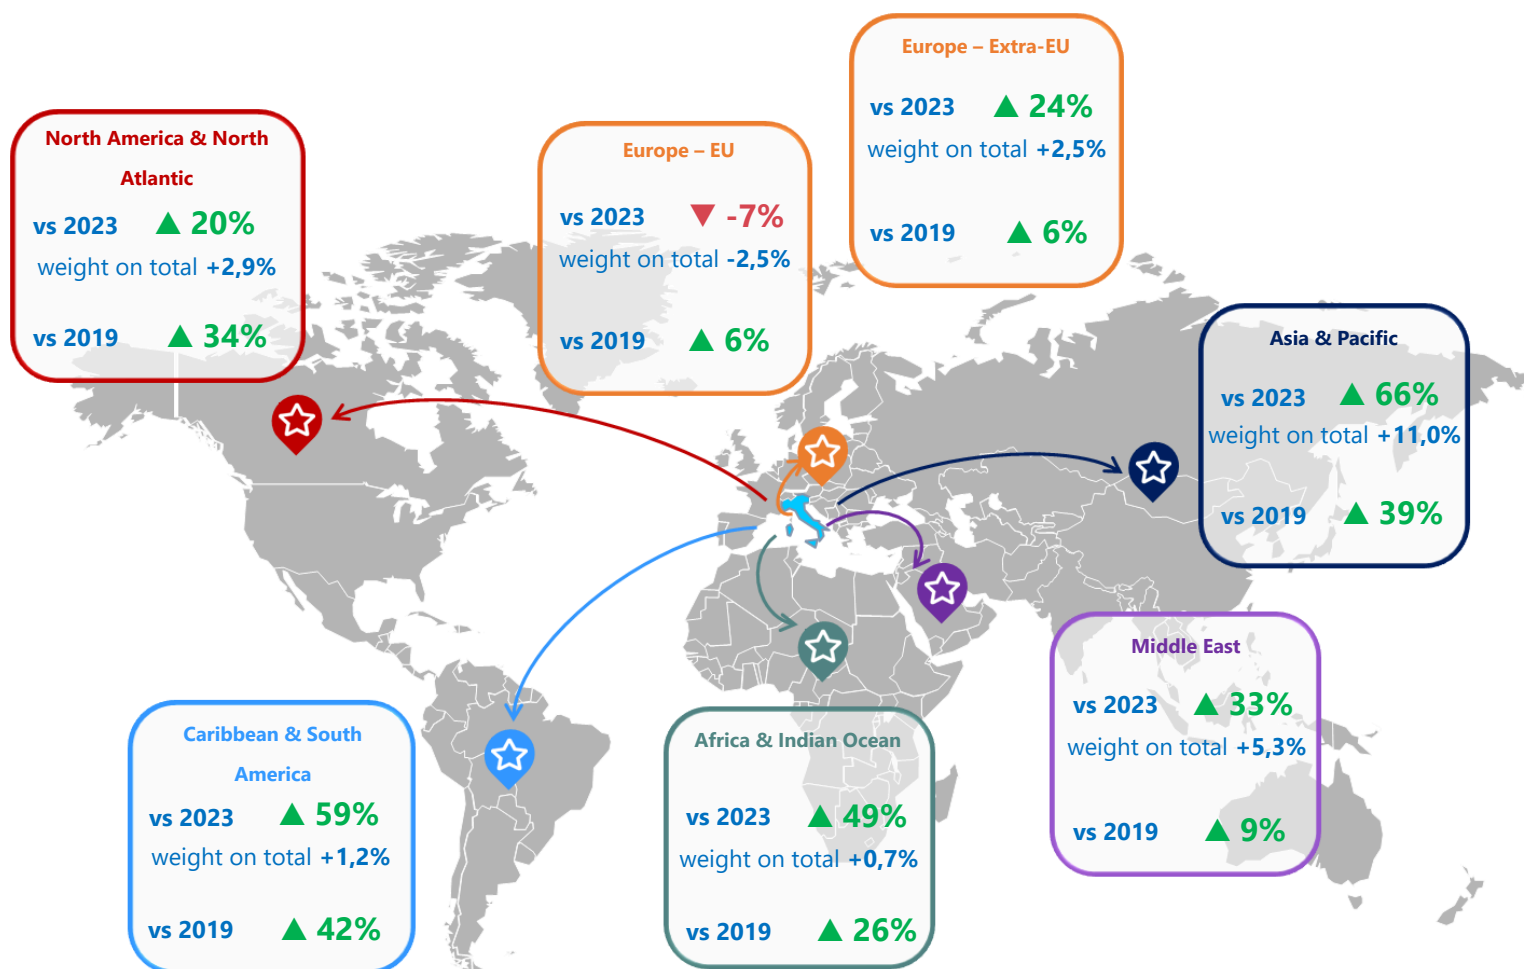 Europe – Extra-EU
vs 2023 ▲ 24%
weight on total +2,5%
vs 2019 ▲ 6%
North America & North
Atlantic
vs 2023 ▲ 20%
weight on total +2,9%
vs 2019 ▲ 34%
Europe – EU
vs 2023 ▼ -7%
weight on total -2,5%
vs 2019 ▲ 6%
Asia & Pacific
vs 2023 ▲ 66%
weight on total +11,0%
vs 2019 ▲ 39%
Middle East
vs 2023 ▲ 33%
weight on total +5,3%
vs 2019 ▲ 9%
Caribbean & South
America
vs 2023 ▲ 59%
weight on total +1,2%
vs 2019 ▲ 42%
Africa & Indian Ocean
vs 2023 ▲ 49%
weight on total +0,7%
vs 2019 ▲ 26%